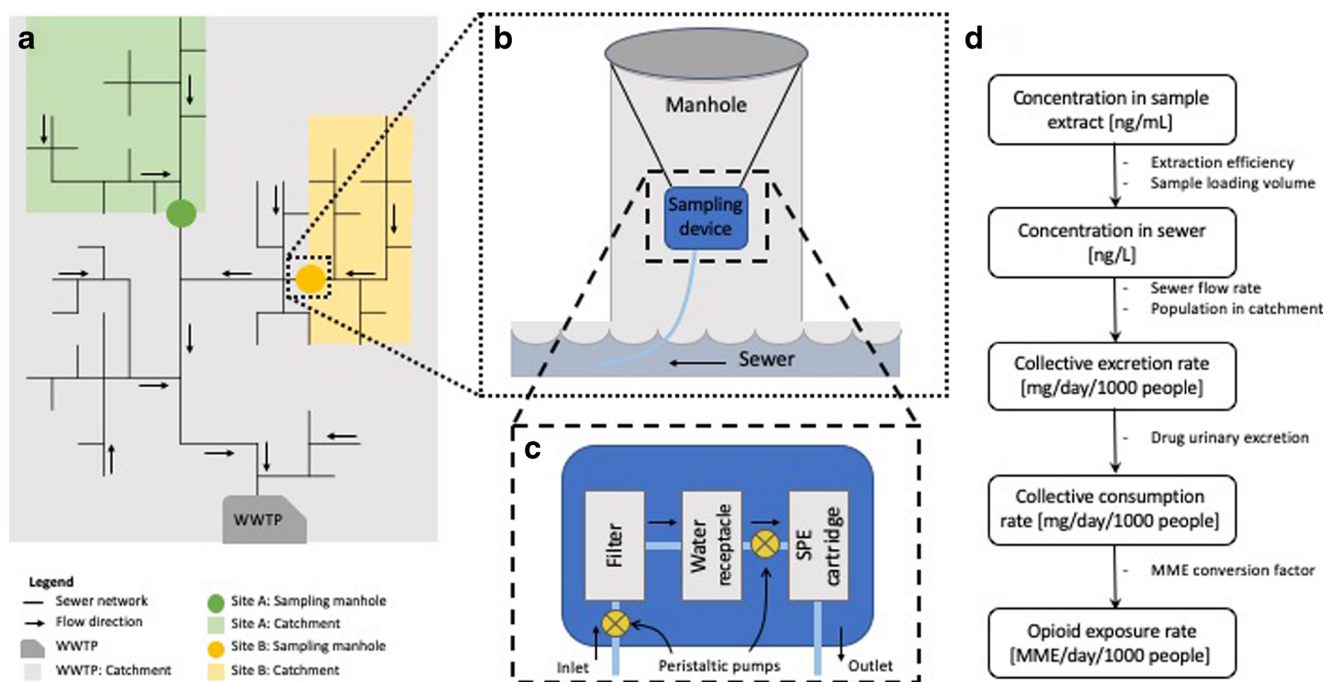 a
WWTP
Legend
Sewer network
Flow direction
WWTP
WWTP: Catchment
Site A: Sampling manhole
Site A: Catchment
Site B: Sampling manhole
Site B: Catchment
b
Manhole
Sampling
device
Sewer
c
Filter
Water
receptacle
SPE
cartridge
Inlet
Peristaltic pumps
Outlet
d
Concentration in sample
extract [ng/mL]
- Extraction efficiency
- Sample loading volume
Concentration in sewer
[ng/L]
- Sewer flow rate
- Population in catchment
Collective excretion rate
[mg/day/1000 people]
- Drug urinary excretion
Collective consumption
rate [mg/day/1000 people]
- MME conversion factor
Opioid exposure rate
[MME/day/1000 people]